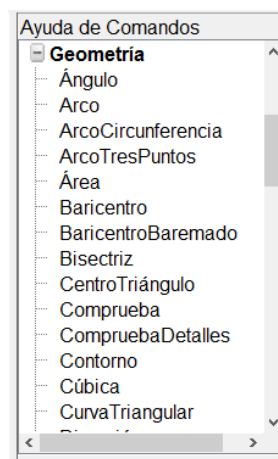 Ayuda de Comandos
Geometría
Ángulo
Arco
ArcoCircunferencia
ArcoTresPuntos
Área
Baricentro
BaricentroBaremado
Bisectriz
CentroTriángulo
Comprueba
CompruebaDetalles
Contorno
Cúbica
CurvaTriangular